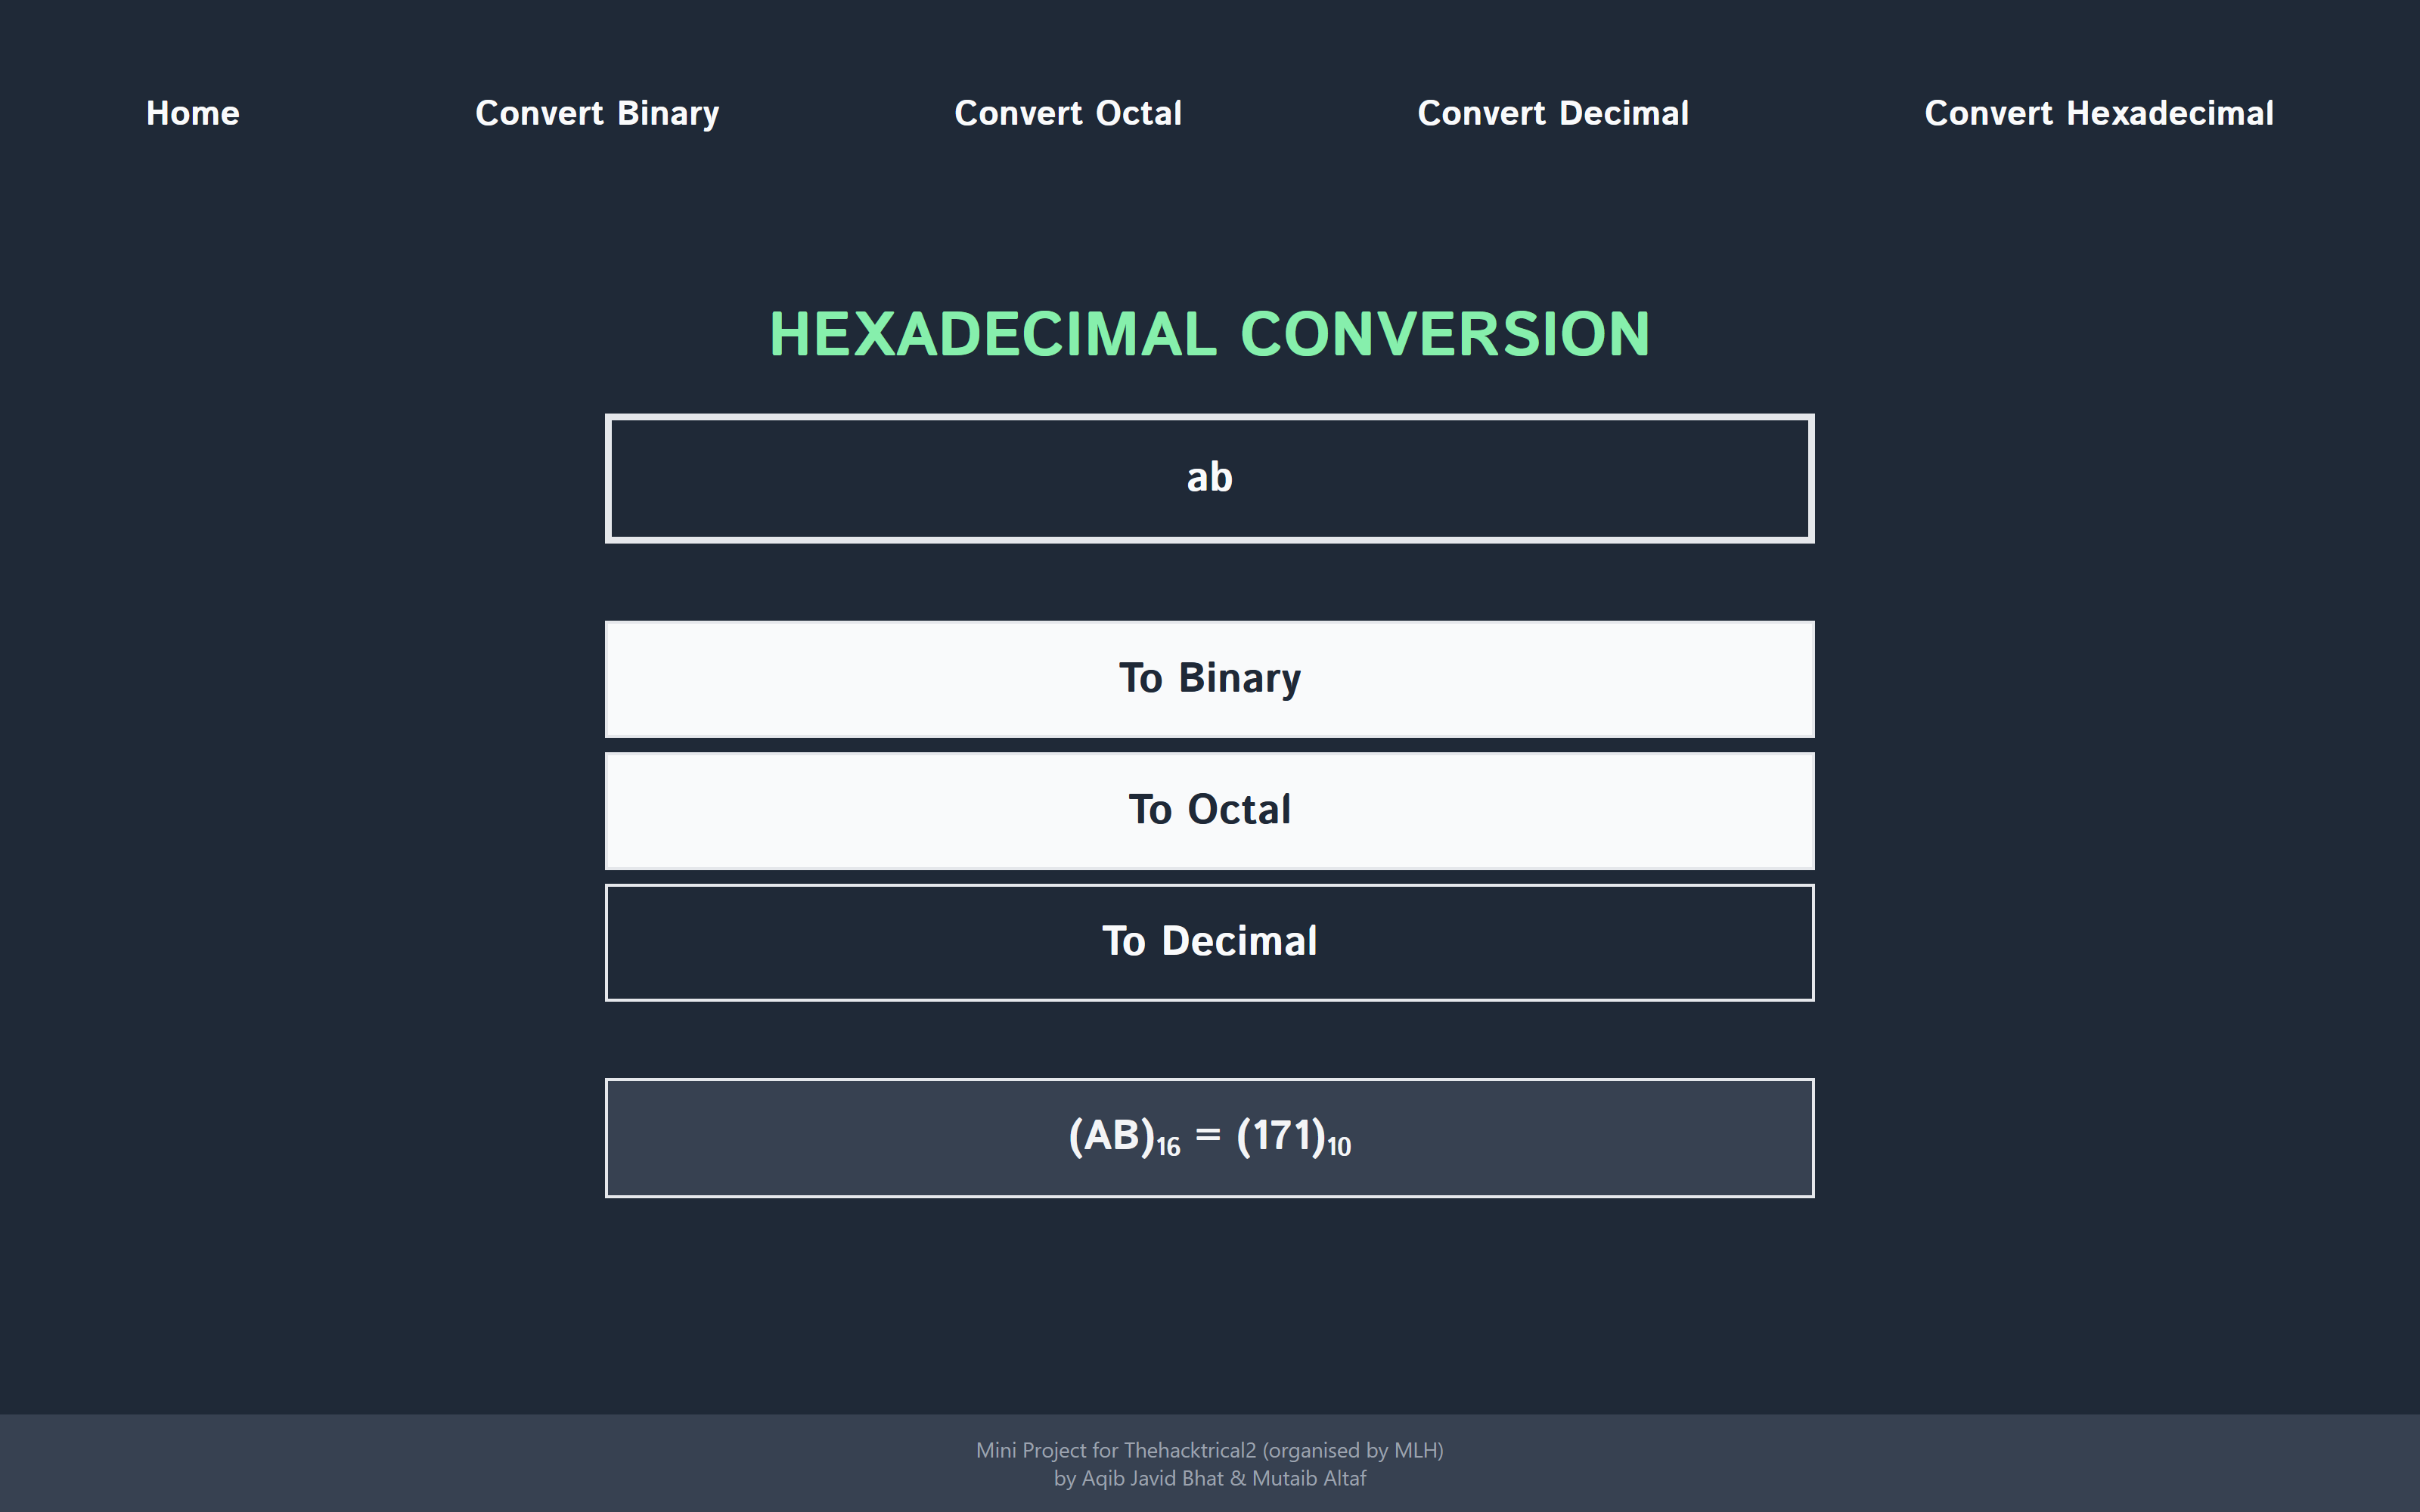 Home Convert Binary Convert Octal Convert Decimal Convert Hexadecimal
HEXADECIMAL CONVERSION
ab
To Binary
To Octal
To Decimal
(AB)₁₆ = (171)₁₀
Mini Project for Thehacktrical2 (organised by MLH)
by Aqib Javid Bhat & Mutaib Altaf